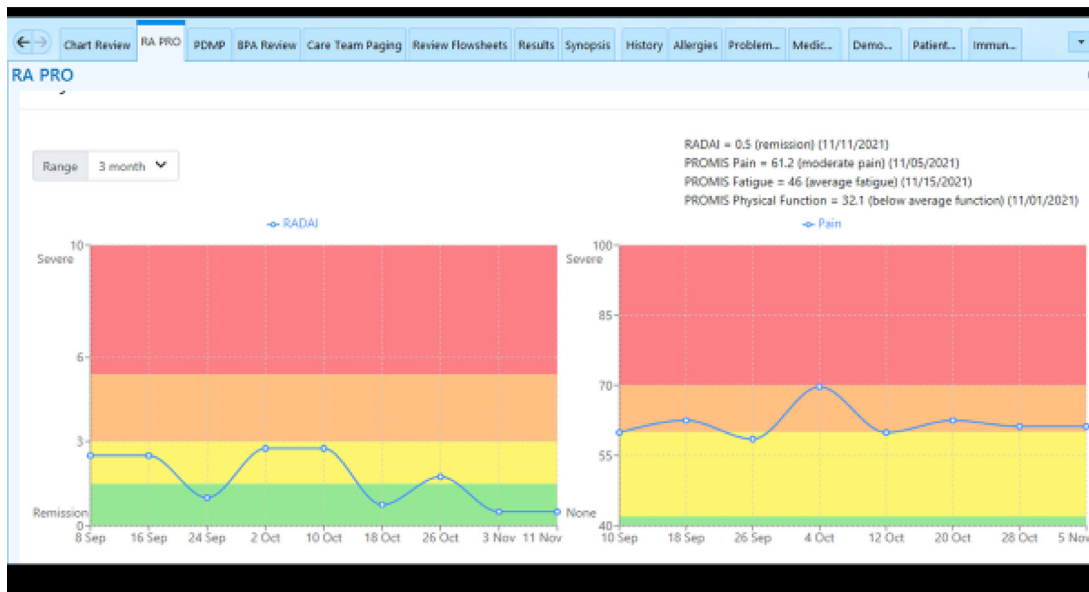 Chart Review RA PRO PDMP BPA Review Care Team Paging Review Flowsheets Results Synopsis History Allergies Problem... Medic... Demo... Patient... Immun...
RA PRO
Range 3 month
RADAI = 0.5 (remission) (11/11/2021)
PROMIS Pain = 61.2 (moderate pain) (11/05/2021)
PROMIS Fatigue = 46 (average fatigue) (11/15/2021)
PROMIS Physical Function = 32.1 (below average function) (11/01/2021)
RADAI
10
Severe
6
3
Remission
0
8 Sep 16 Sep 24 Sep 2 Oct 10 Oct 18 Oct 26 Oct 3 Nov 11 Nov
Pain
100
Severe
85
70
55
None
40
10 Sep 18 Sep 26 Sep 4 Oct 12 Oct 20 Oct 28 Oct 5 Nov